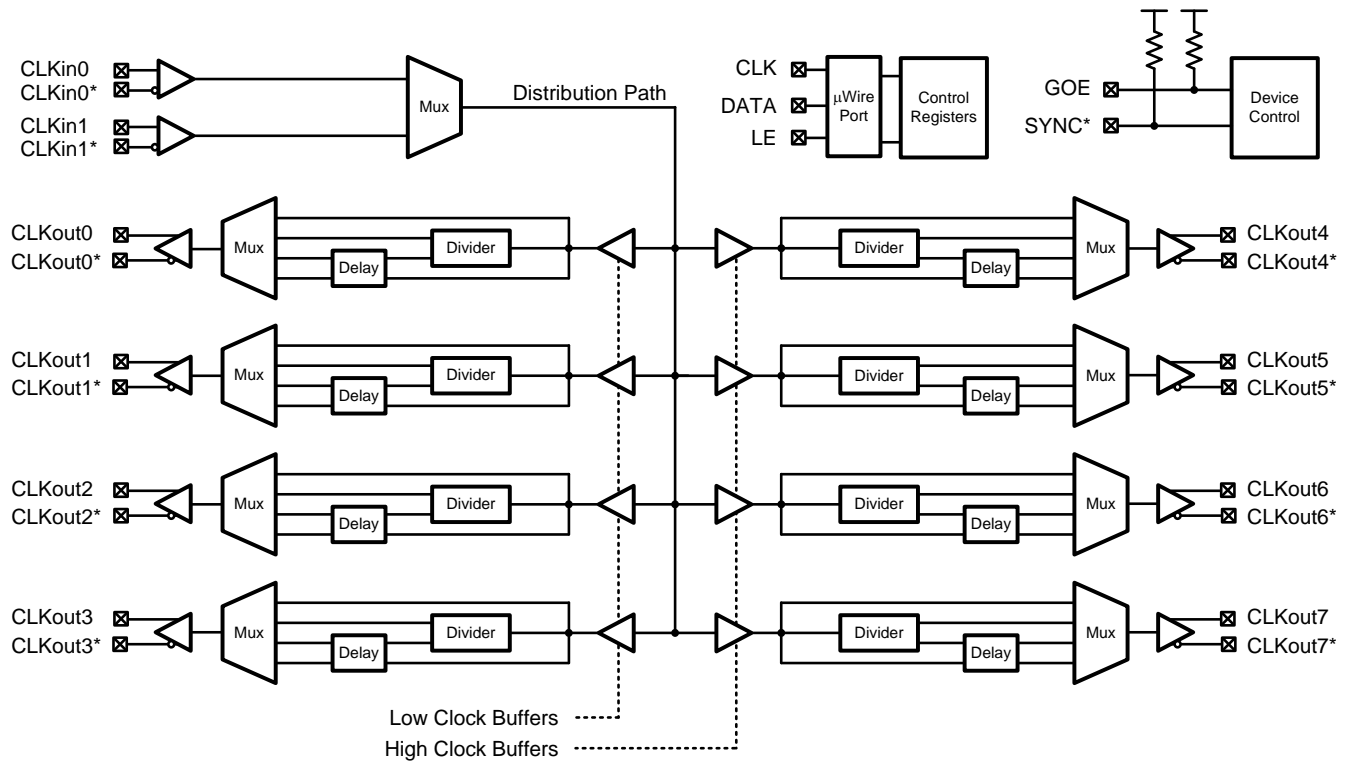 CLKin0
CLKin0*
CLKin1
CLKin1*
Mux
Distribution Path
CLK
DATA
LE
µWire
Port
Control
Registers
GOE
SYNC*
Device
Control
CLKout0
CLKout0*
Mux
Delay
Divider
Divider
Delay
Mux
CLKout4
CLKout4*
CLKout1
CLKout1*
Mux
Delay
Divider
Divider
Delay
Mux
CLKout5
CLKout5*
CLKout2
CLKout2*
Mux
Delay
Divider
Divider
Delay
Mux
CLKout6
CLKout6*
CLKout3
CLKout3*
Mux
Delay
Divider
Divider
Delay
Mux
CLKout7
CLKout7*
Low Clock Buffers
High Clock Buffers